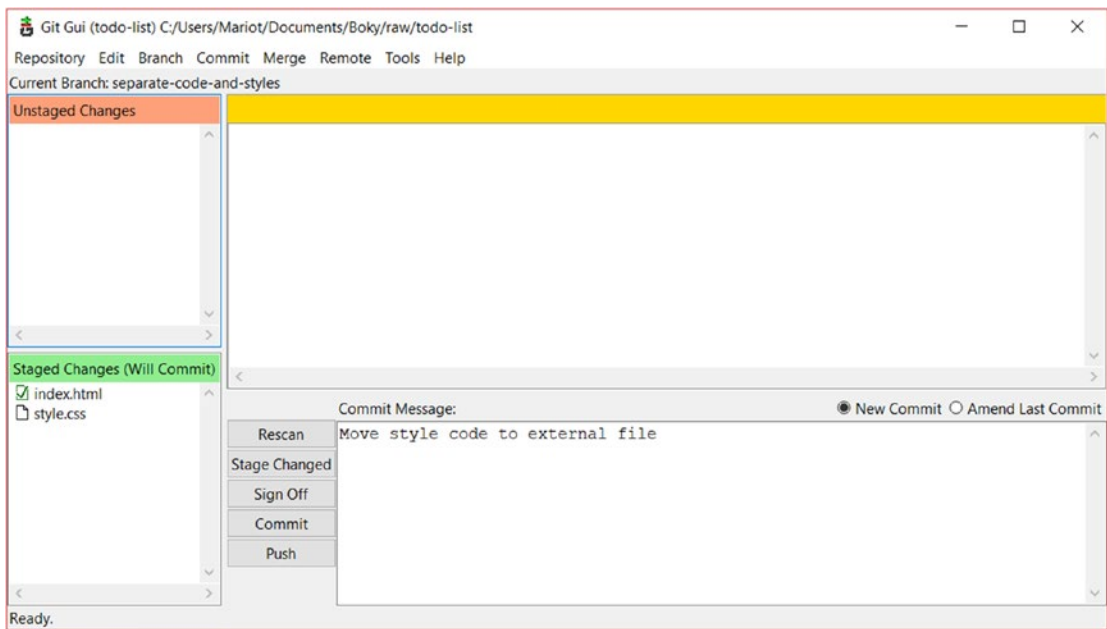 Git Gui (todo-list) C:/Users/Mariot/Documents/Boky/raw/todo-list
Repository Edit Branch Commit Merge Remote Tools Help
Current Branch: separate-code-and-styles
Unstaged Changes
Staged Changes (Will Commit)
index.html
style.css
Commit Message:
New Commit
Amend Last Commit
Rescan
Stage Changed
Sign Off
Commit
Push
Move style code to external file
Ready.